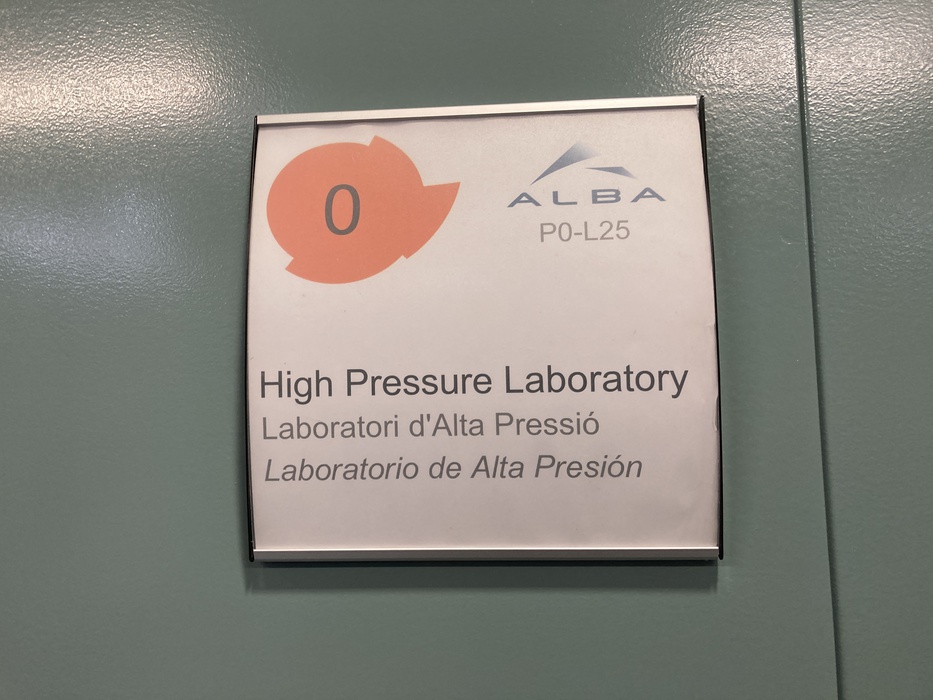 0
ALBA
P0-L25
High Pressure Laboratory
Laboratori d'Alta Pressió
Laboratorio de Alta Presión